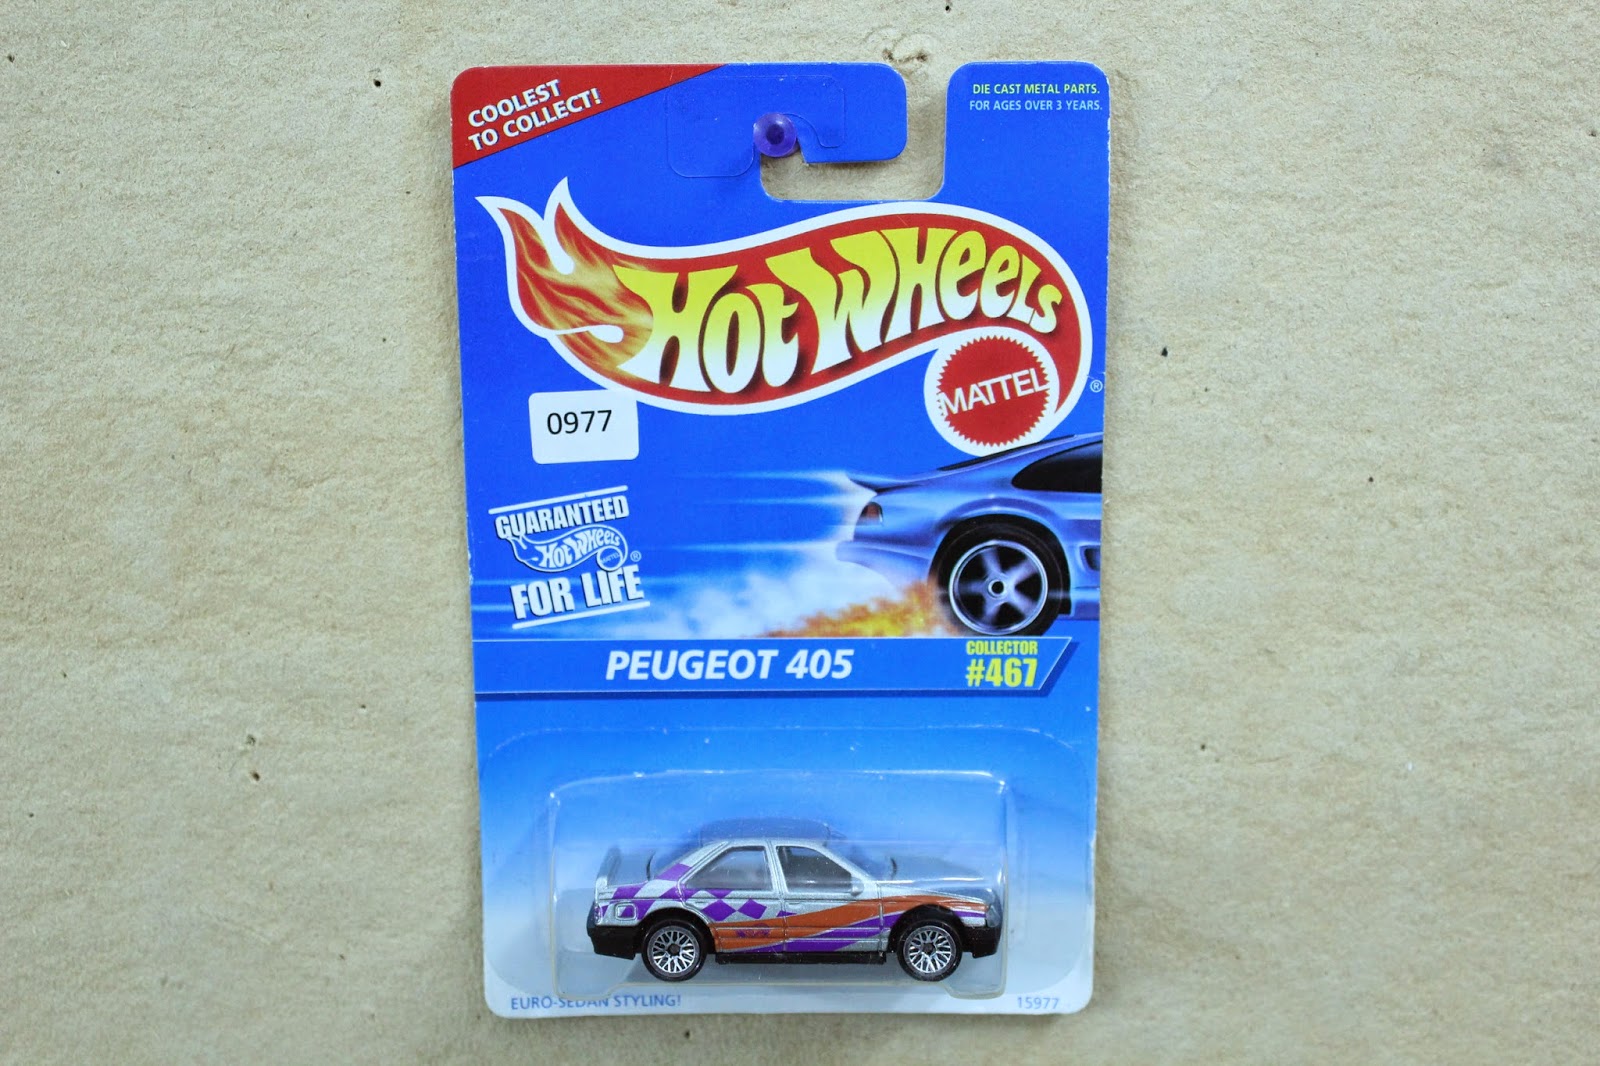 COOLEST
TO COLLECT!
DIE CAST METAL PARTS.
FOR AGES OVER 3 YEARS.
HOT WHEELS
MATTEL
®
0977
GUARANTEED
HOT WHEELS ®
MATTEL
FOR LIFE
PEUGEOT 405
COLLECTOR
#467
EURO-SEDAN STYLING!
15977